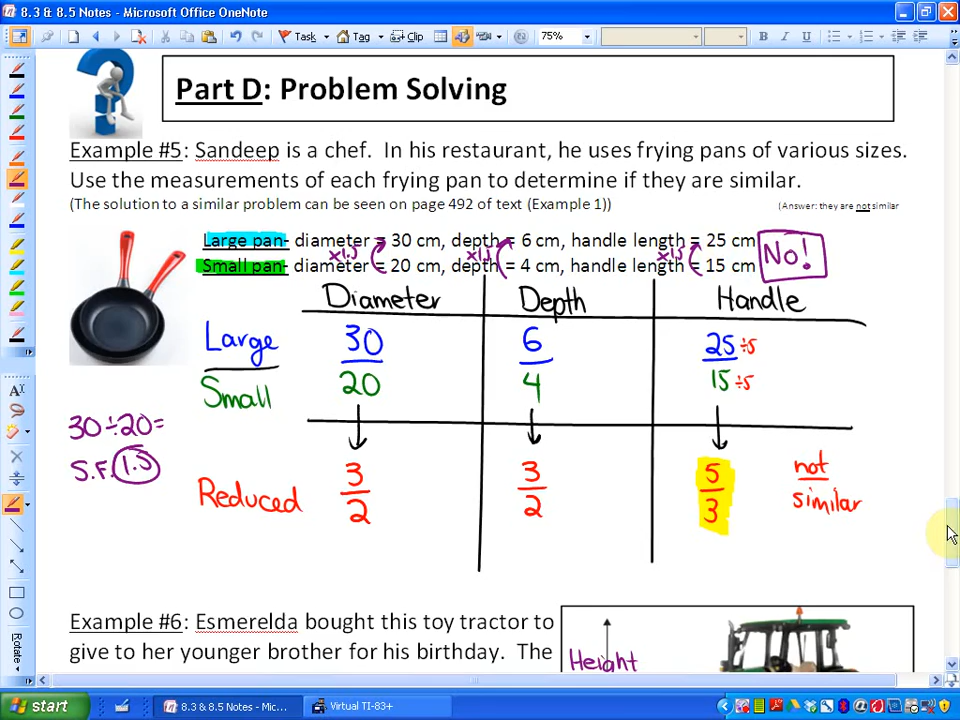 8.3 & 8.5 Notes - Microsoft Office OneNote
Task Tag Clip 75% B I U
Part D: Problem Solving
Example #5: Sandeep is a chef. In his restaurant, he uses frying pans of various sizes.
Use the measurements of each frying pan to determine if they are similar.
(The solution to a similar problem can be seen on page 492 of text (Example 1)) (Answer: they are not similar
Large pan- diameter = 30 cm, depth = 6 cm, handle length = 25 cm
x1.5 x1.5 x1.5 No!
Small pan- diameter = 20 cm, depth = 4 cm, handle length = 15 cm
Diameter Depth Handle
Large 30 6 25 ÷5
Small 20 4 15 ÷5
30÷20=
S.F. 1.5
Reduced 3 3 5 not
2 2 3 similar
Example #6: Esmerelda bought this toy tractor to
give to her younger brother for his birthday. The
Height
Rule
start 8.3 & 8.5 Notes - Mi... Virtual TI-83+